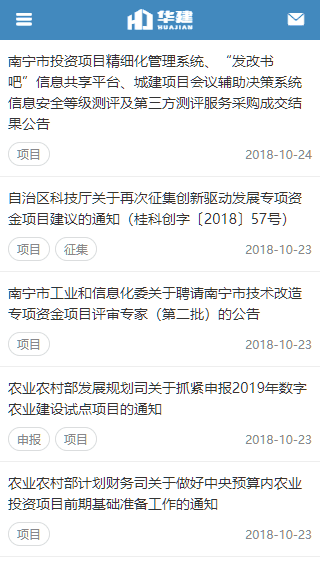 华建
HUAJIAN
南宁市投资项目精细化管理系统、“发改书
吧”信息共享平台、城建项目会议辅助决策系统
信息安全等级测评及第三方测评服务采购成交结
果公告
项目 2018-10-24
自治区科技厅关于再次征集创新驱动发展专项资
金项目建议的通知（桂科创字〔2018〕57号）
项目 征集 2018-10-23
南宁市工业和信息化委关于聘请南宁市技术改造
专项资金项目评审专家（第二批）的公告
项目 2018-10-23
农业农村部发展规划司关于抓紧申报2019年数字
农业建设试点项目的通知
申报 项目 2018-10-23
农业农村部计划财务司关于做好中央预算内农业
投资项目前期基础准备工作的通知
项目 2018-10-23